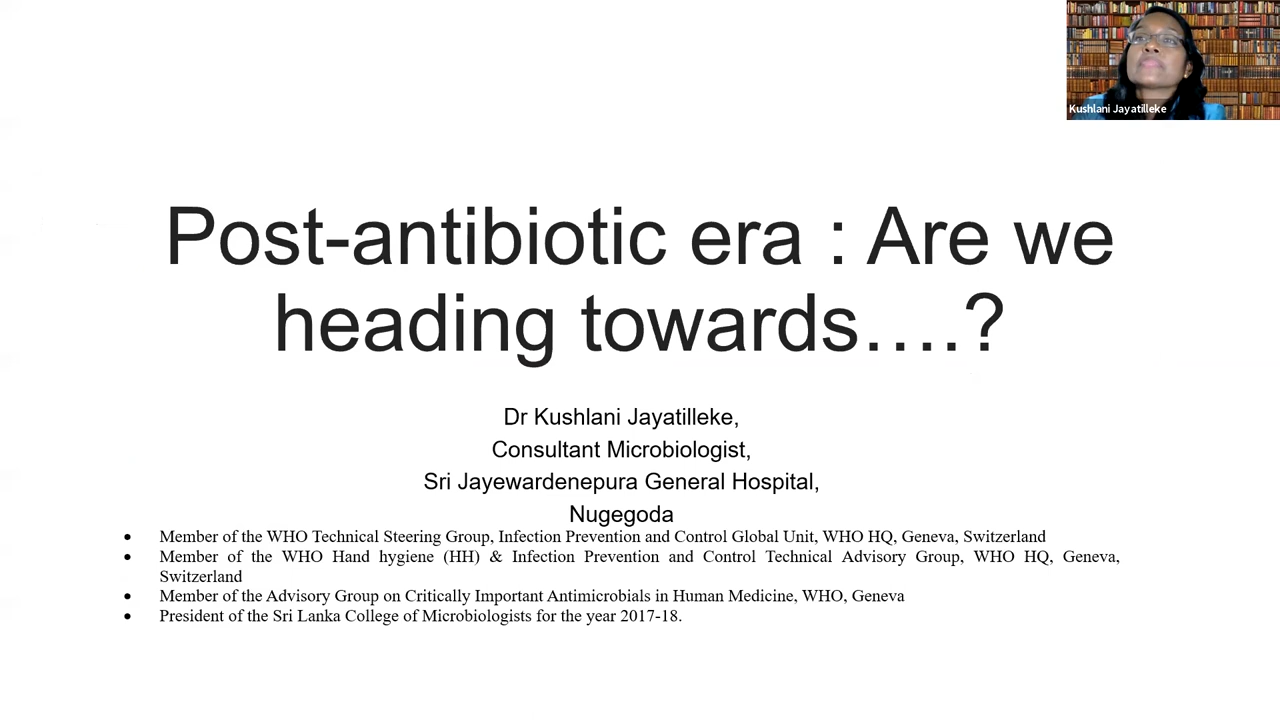 Kushlani Jayatilleke
Post-antibiotic era : Are we
heading towards….?
Dr Kushlani Jayatilleke,
Consultant Microbiologist,
Sri Jayewardenepura General Hospital,
Nugegoda
• Member of the WHO Technical Steering Group, Infection Prevention and Control Global Unit, WHO HQ, Geneva, Switzerland
• Member of the WHO Hand hygiene (HH) & Infection Prevention and Control Technical Advisory Group, WHO HQ, Geneva,
Switzerland
• Member of the Advisory Group on Critically Important Antimicrobials in Human Medicine, WHO, Geneva
• President of the Sri Lanka College of Microbiologists for the year 2017-18.